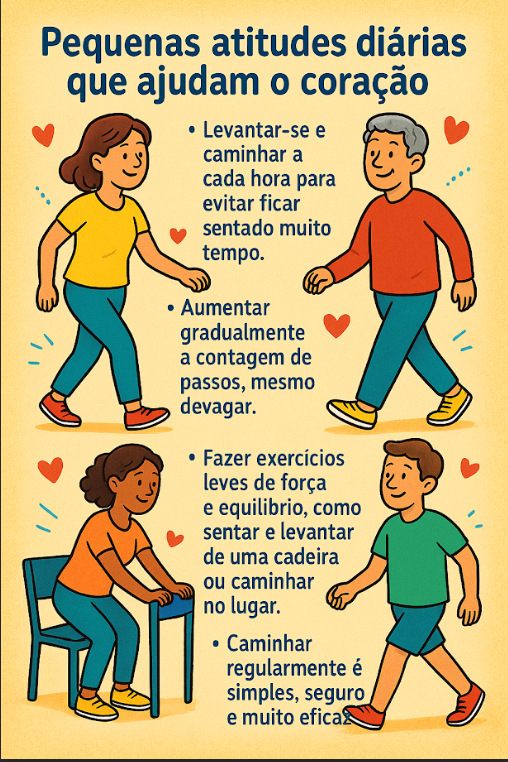 Pequenas atitudes diárias
que ajudam o coração
• Levantar-se e
caminhar a
cada hora para
evitar ficar
sentado muito
tempo.
• Aumentar
gradualmente
a contagem de
passos, mesmo
devagar.
• Fazer exercícios
leves de força
e equilibrio, como
sentar e levantar
de uma cadeira
ou caminhar
no lugar.
• Caminhar
regularmente é
simples, seguro
e muito eficaz